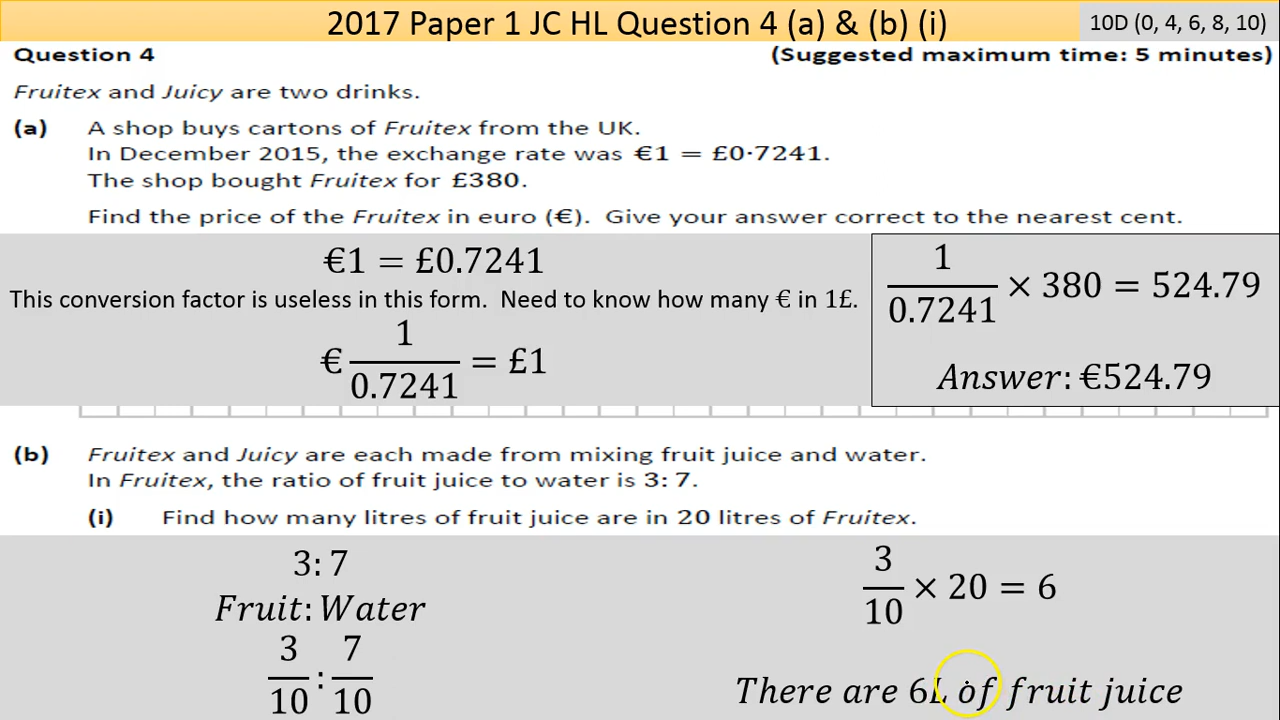 2017 Paper 1 JC HL Question 4 (a) & (b) (i)
10D (0, 4, 6, 8, 10)
Question 4 (Suggested maximum time: 5 minutes)
Fruitex and Juicy are two drinks.
(a) A shop buys cartons of Fruitex from the UK.
In December 2015, the exchange rate was €1 = £0·7241.
The shop bought Fruitex for £380.
Find the price of the Fruitex in euro (€). Give your answer correct to the nearest cent.
€1 = £0.7241
This conversion factor is useless in this form. Need to know how many € in 1£.
€ 1/0.7241 = £1
1/0.7241 × 380 = 524.79
Answer: €524.79
(b) Fruitex and Juicy are each made from mixing fruit juice and water.
In Fruitex, the ratio of fruit juice to water is 3: 7.
(i) Find how many litres of fruit juice are in 20 litres of Fruitex.
3: 7
Fruit: Water
3/10 : 7/10
3/10 × 20 = 6
There are 6L of fruit juice